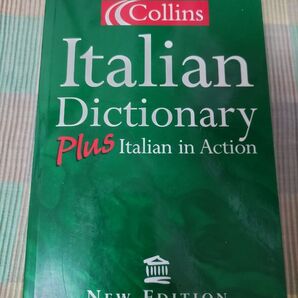 Collins
Italian
Dictionary
Plus Italian in Action
NEW EDITION